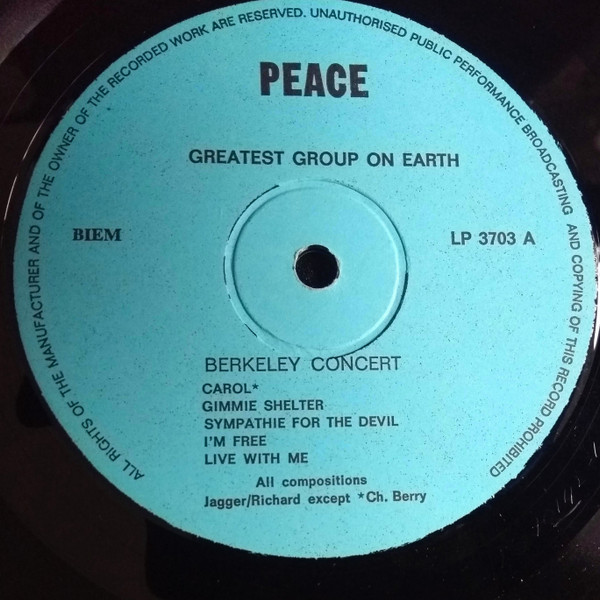 PEACE
GREATEST GROUP ON EARTH
BIEM
LP 3703 A
BERKELEY CONCERT
CAROL*
GIMMIE SHELTER
SYMPATHIE FOR THE DEVIL
I'M FREE
LIVE WITH ME
All compositions
Jagger/Richard except *Ch. Berry
ALL RIGHTS OF THE MANUFACTURER AND OF THE OWNER OF THE RECORDED WORK ARE RESERVED. UNAUTHORISED PUBLIC PERFORMANCE BROADCASTING AND COPYING OF THIS RECORD PROHIBITED